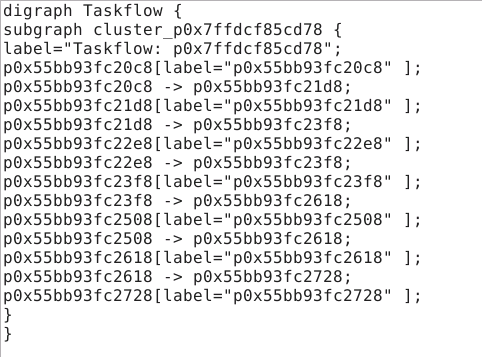 digraph Taskflow {
subgraph cluster_p0x7ffdcf85cd78 {
label="Taskflow: p0x7ffdcf85cd78";
p0x55bb93fc20c8[label="p0x55bb93fc20c8" ];
p0x55bb93fc20c8 -> p0x55bb93fc21d8;
p0x55bb93fc21d8[label="p0x55bb93fc21d8" ];
p0x55bb93fc21d8 -> p0x55bb93fc23f8;
p0x55bb93fc22e8[label="p0x55bb93fc22e8" ];
p0x55bb93fc22e8 -> p0x55bb93fc23f8;
p0x55bb93fc23f8[label="p0x55bb93fc23f8" ];
p0x55bb93fc23f8 -> p0x55bb93fc2618;
p0x55bb93fc2508[label="p0x55bb93fc2508" ];
p0x55bb93fc2508 -> p0x55bb93fc2618;
p0x55bb93fc2618[label="p0x55bb93fc2618" ];
p0x55bb93fc2618 -> p0x55bb93fc2728;
p0x55bb93fc2728[label="p0x55bb93fc2728" ];
}
}